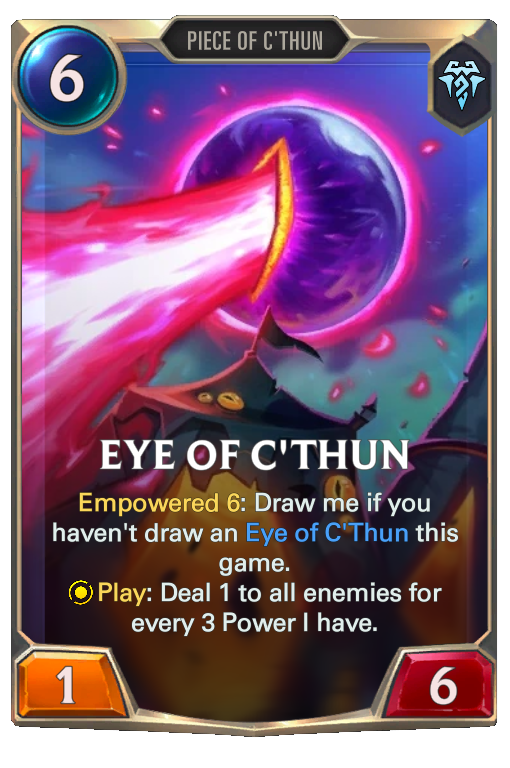 PIECE OF C'THUN
6
EYE OF C'THUN
Empowered 6: Draw me if you
haven't draw an Eye of C'Thun this
game.
Play: Deal 1 to all enemies for
every 3 Power I have.
1
6